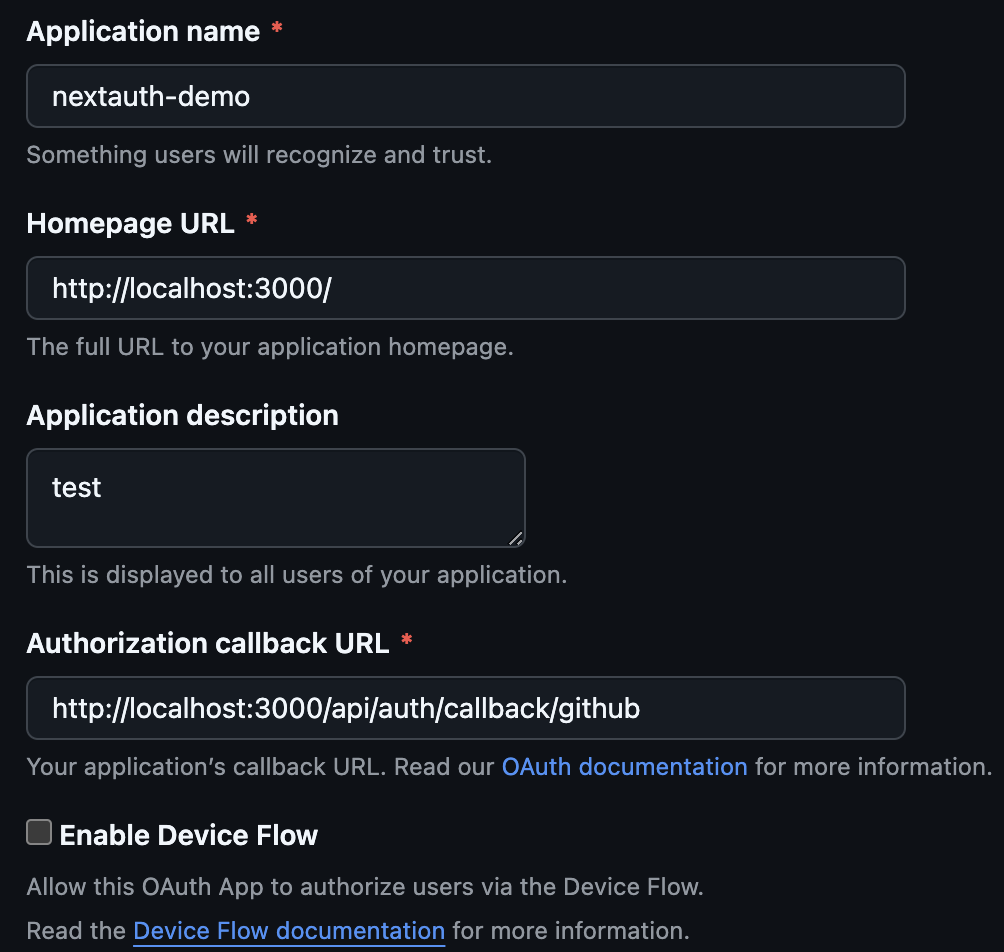 Application name *
nextauth-demo
Something users will recognize and trust.
Homepage URL *
http://localhost:3000/
The full URL to your application homepage.
Application description
test
This is displayed to all users of your application.
Authorization callback URL *
http://localhost:3000/api/auth/callback/github
Your application’s callback URL. Read our OAuth documentation for more information.
Enable Device Flow
Allow this OAuth App to authorize users via the Device Flow.
Read the Device Flow documentation for more information.